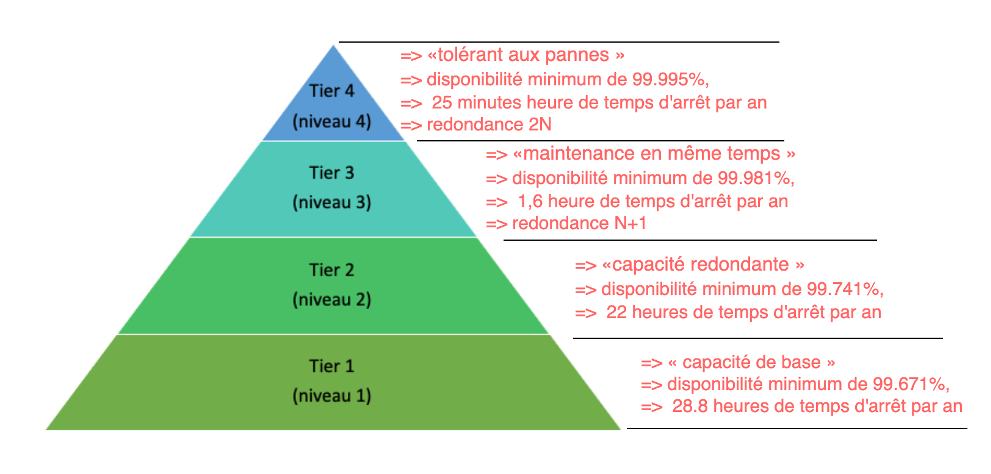 => «tolérant aux pannes »
Tier 4
(niveau 4)
=> disponibilité minimum de 99.995%,
=>  25 minutes heure de temps d'arrêt par an
=> redondance 2N
Tier 3
(niveau 3)
=> «maintenance en même temps »
=> disponibilité minimum de 99.981%,
=>  1,6 heure de temps d'arrêt par an
=> redondance N+1
Tier 2
(niveau 2)
=> «capacité redondante »
=> disponibilité minimum de 99.741%,
=>  22 heures de temps d'arrêt par an
Tier 1
(niveau 1)
=> « capacité de base »
=> disponibilité minimum de 99.671%,
=>  28.8 heures de temps d'arrêt par an